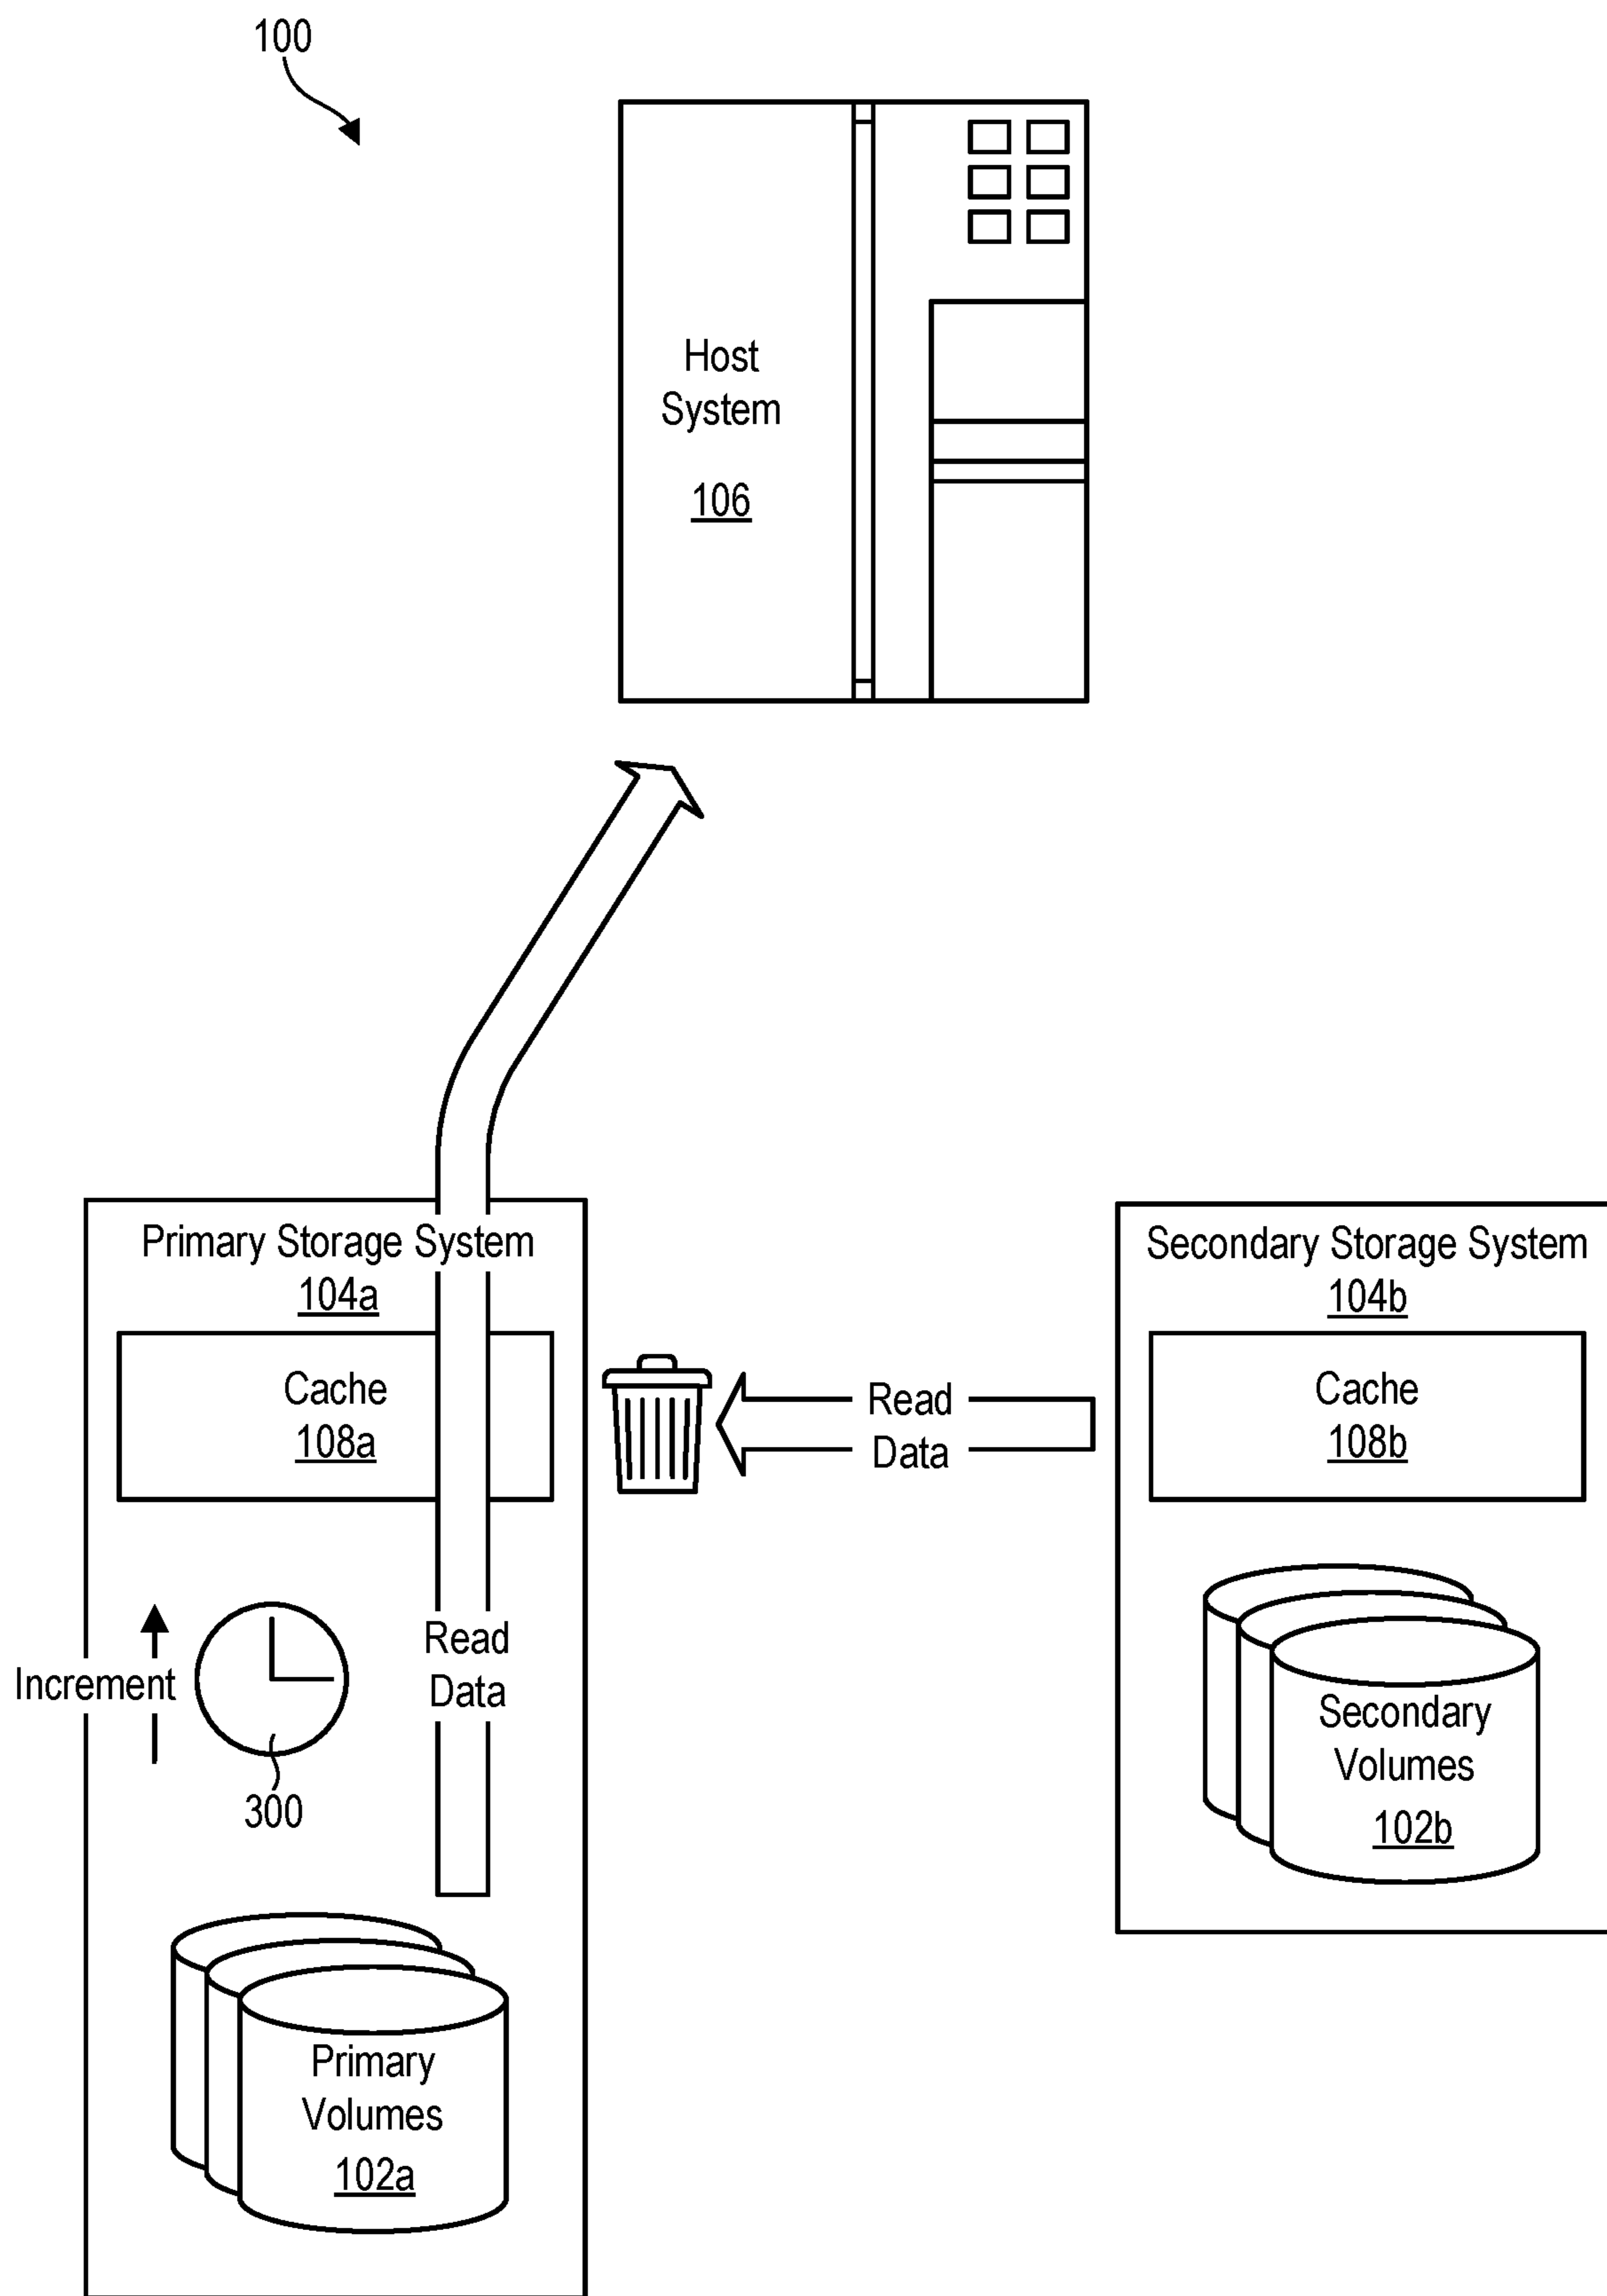 100
Host
System
106
Primary Storage System
104a
Cache
108a
Read
Data
Secondary Storage System
104b
Cache
108b
Increment
300
Read
Data
Primary
Volumes
102a
Secondary
Volumes
102b